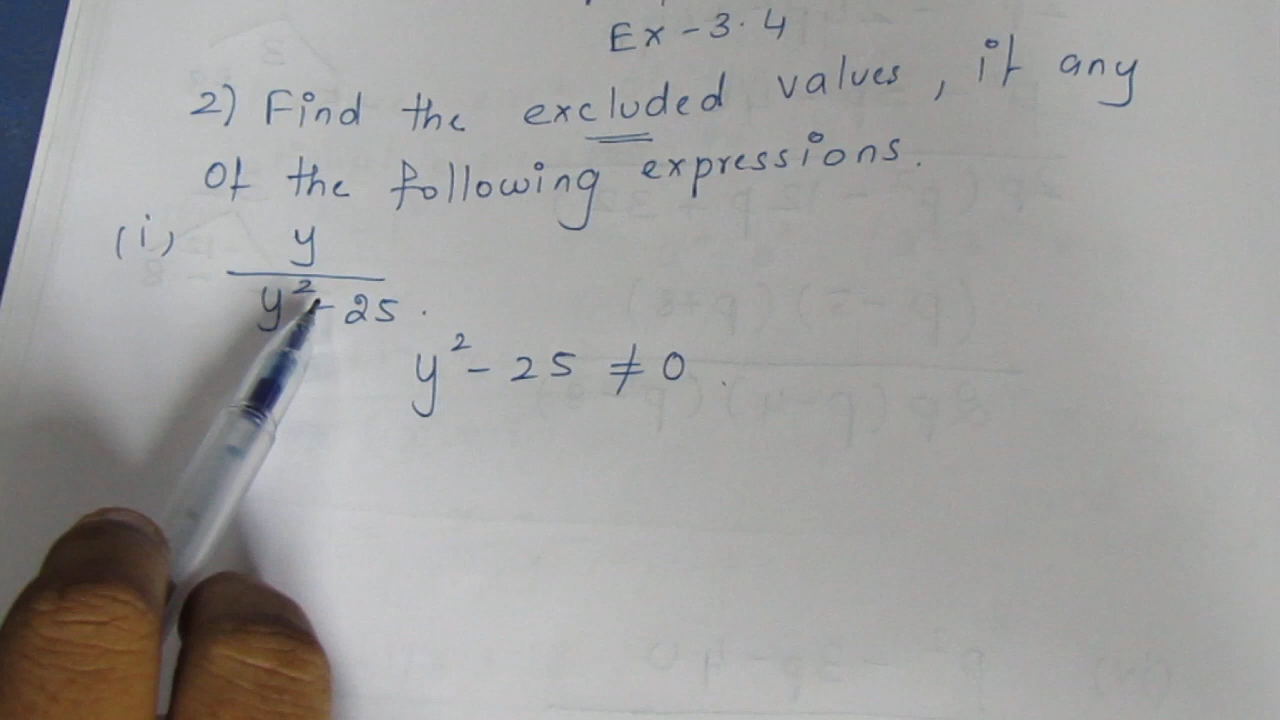 Ex - 3.4
2) Find the excluded values, if any
of the following expressions.
(i) y
y² - 25.
y² - 25 ≠ 0.